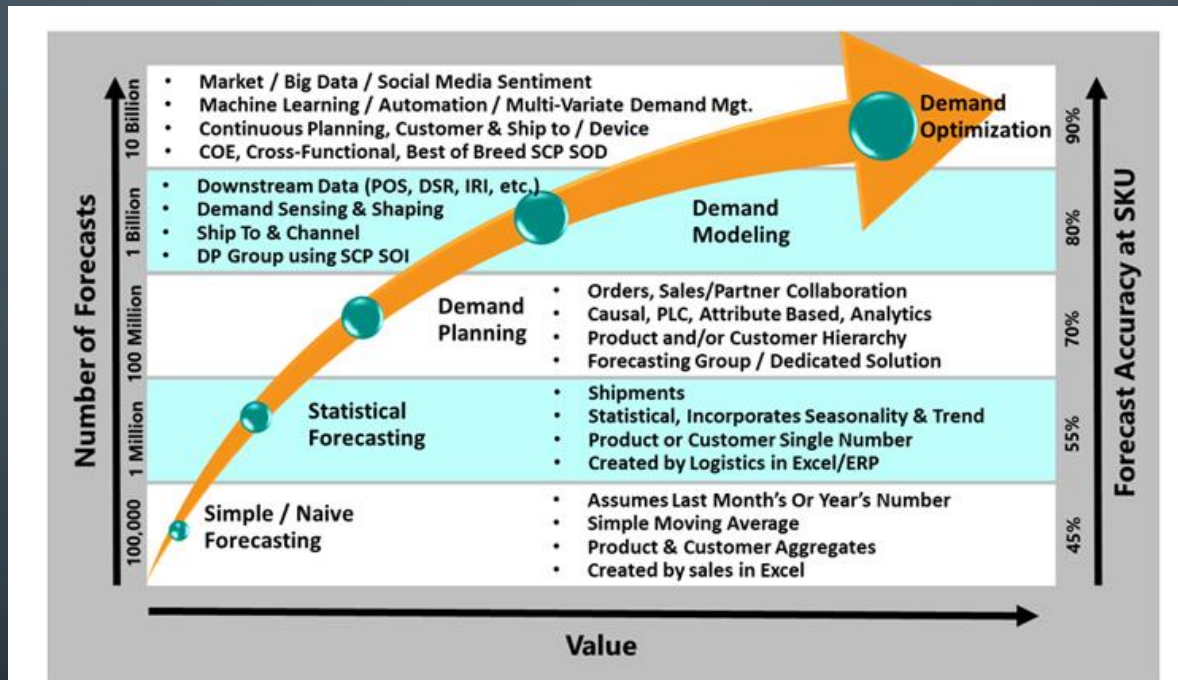 Number of Forecasts
10 Billion
1 Billion
100 Million
1 Million
100,000
• Market / Big Data / Social Media Sentiment
• Machine Learning / Automation / Multi-Variate Demand Mgt.
• Continuous Planning, Customer & Ship to / Device
• COE, Cross-Functional, Best of Breed SCP SOD
Demand
Optimization
• Downstream Data (POS, DSR, IRI, etc.)
• Demand Sensing & Shaping
• Ship To & Channel
• DP Group using SCP SOI
Demand
Modeling
Demand
Planning
• Orders, Sales/Partner Collaboration
• Causal, PLC, Attribute Based, Analytics
• Product and/or Customer Hierarchy
• Forecasting Group / Dedicated Solution
Statistical
Forecasting
• Shipments
• Statistical, Incorporates Seasonality & Trend
• Product or Customer Single Number
• Created by Logistics in Excel/ERP
Simple / Naive
Forecasting
• Assumes Last Month's Or Year's Number
• Simple Moving Average
• Product & Customer Aggregates
• Created by sales in Excel
90%
80%
70%
55%
45%
Forecast Accuracy at SKU
Value